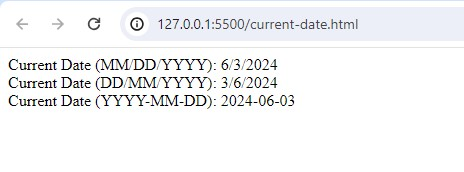 127.0.0.1:5500/current-date.html
Current Date (MM/DD/YYYY): 6/3/2024
Current Date (DD/MM/YYYY): 3/6/2024
Current Date (YYYY-MM-DD): 2024-06-03